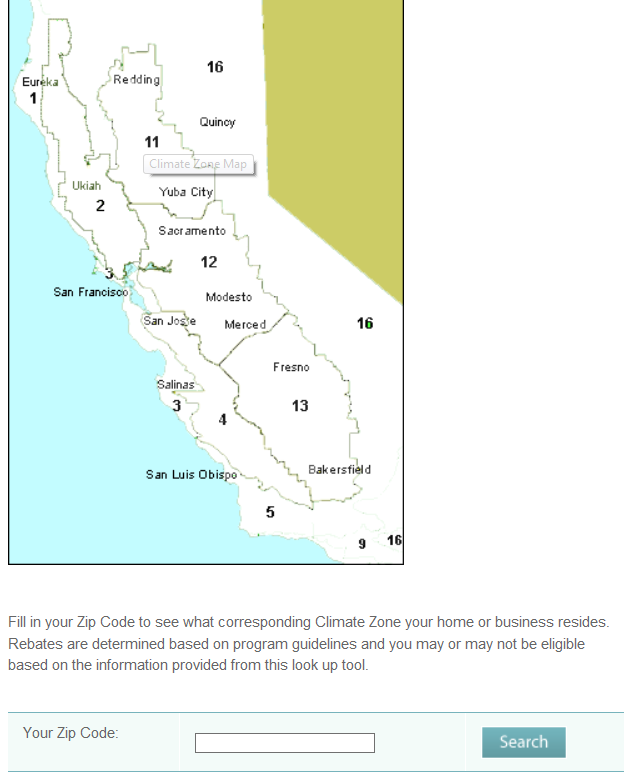 16
Eureka
Redding
1
Quincy
11
Climate Zone Map
Ukiah
Yuba City
2
Sacramento
12
3
San Francisco
Modesto
San Jose
Merced
16
Fresno
Salinas
3
13
4
San Luis Obispo
Bakersfield
5
9
16
Fill in your Zip Code to see what corresponding Climate Zone your home or business resides.
Rebates are determined based on program guidelines and you may or may not be eligible
based on the information provided from this look up tool.
Your Zip Code:
Search